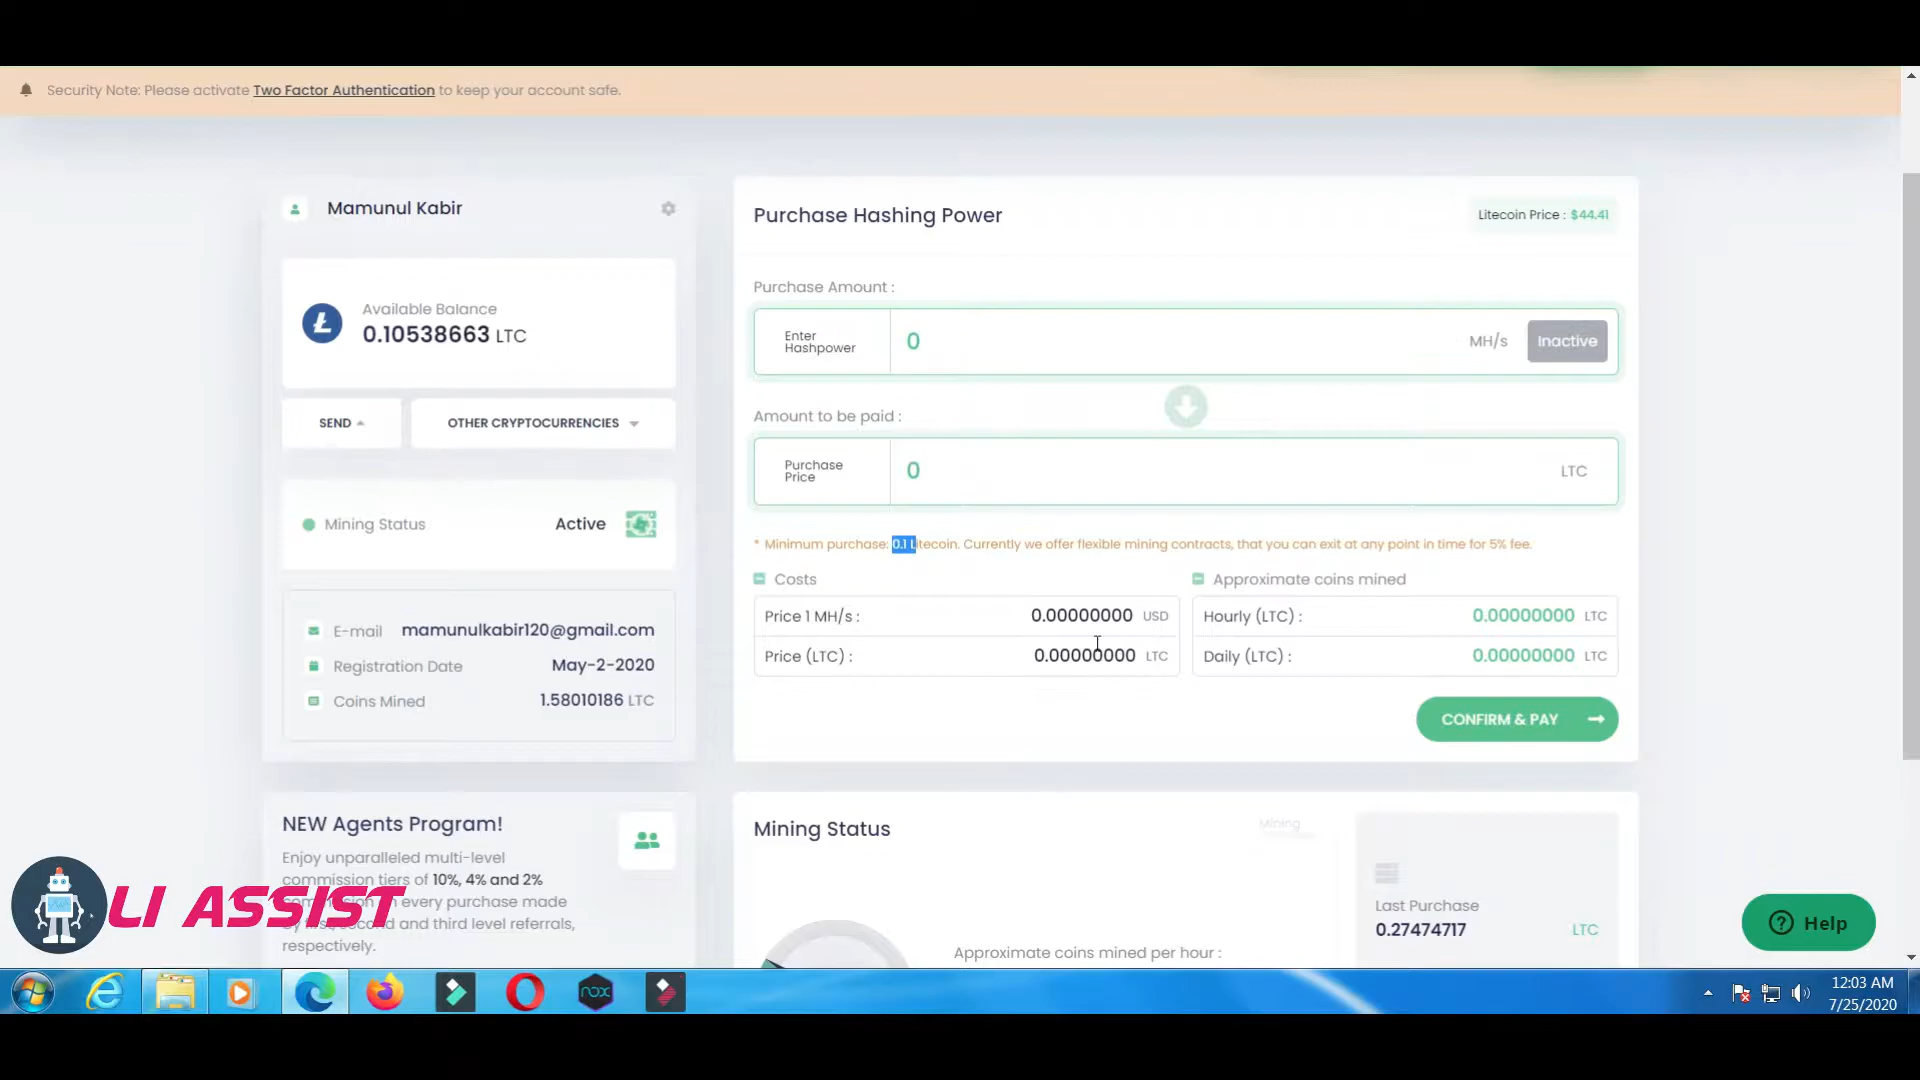 Security Note: Please activate Two Factor Authentication to keep your account safe.
Mamunul Kabir
Available Balance
0.10538663 LTC
SEND
OTHER CRYPTOCURRENCIES
Mining Status Active
E-mail mamunulkabir120@gmail.com
Registration Date May-2-2020
Coins Mined 1.58010186 LTC
NEW Agents Program!
Enjoy unparalleled multi-level
commission tiers of 10%, 4% and 2%
commission on every purchase made
by first, second and third level referrals,
respectively.
Purchase Hashing Power
Litecoin Price : $44.41
Purchase Amount :
Enter Hashpower
0
MH/s
Inactive
Amount to be paid :
Purchase Price
0
LTC
* Minimum purchase: 0.1 Litecoin. Currently we offer flexible mining contracts, that you can exit at any point in time for 5% fee.
Costs
Price 1 MH/s : 0.00000000 USD
Price (LTC) : 0.00000000 LTC
Approximate coins mined
Hourly (LTC) : 0.00000000 LTC
Daily (LTC) : 0.00000000 LTC
CONFIRM & PAY
Mining Status
Mining
Approximate coins mined per hour :
Last Purchase
0.27474717 LTC
Help
LI ASSIST
nox
12:03 AM
7/25/2020